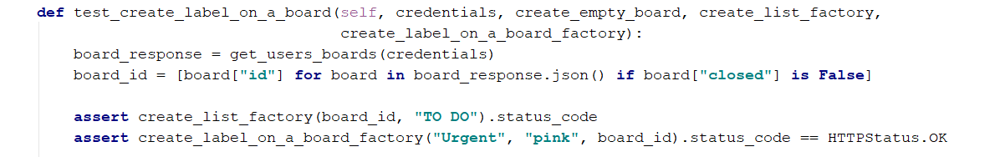 def test_create_label_on_a_board(self, credentials, create_empty_board, create_list_factory,
create_label_on_a_board_factory):
board_response = get_users_boards(credentials)
board_id = [board["id"] for board in board_response.json() if board["closed"] is False]
assert create_list_factory(board_id, "TO DO").status_code
assert create_label_on_a_board_factory("Urgent", "pink", board_id).status_code == HTTPStatus.OK